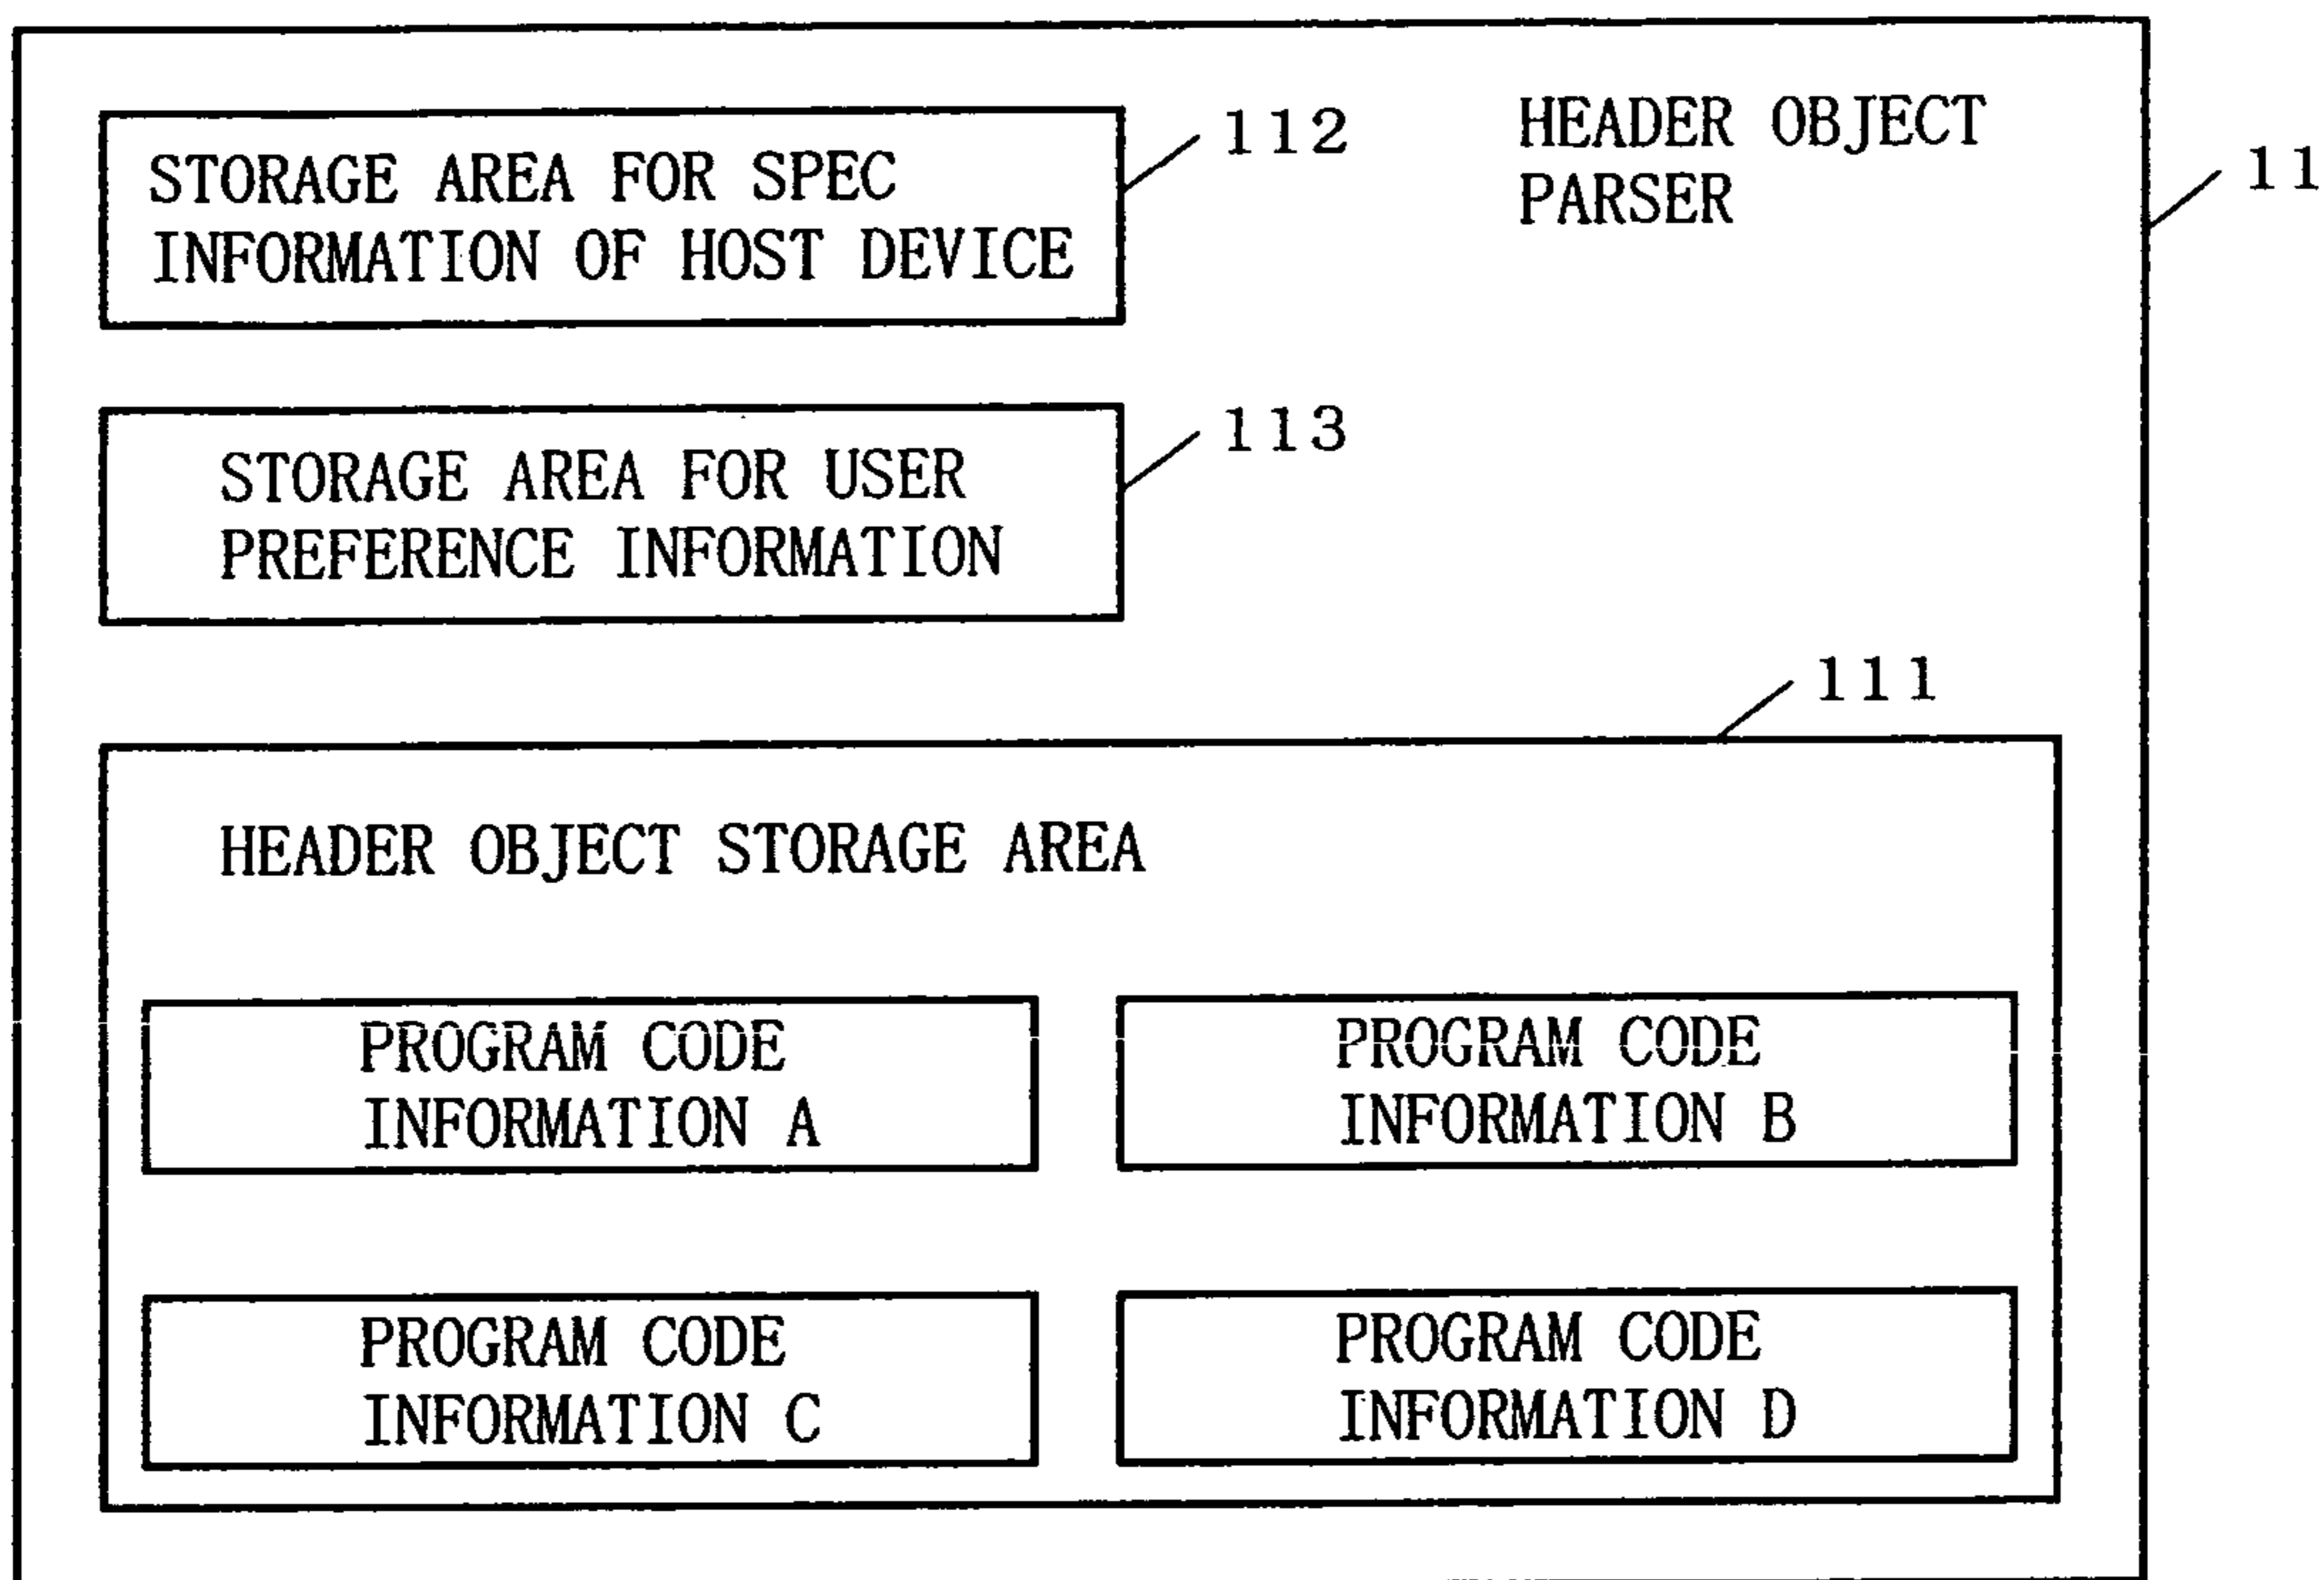 STORAGE AREA FOR SPEC
INFORMATION OF HOST DEVICE
112
HEADER OBJECT
PARSER
11
STORAGE AREA FOR USER
PREFERENCE INFORMATION
113
111
HEADER OBJECT STORAGE AREA
PROGRAM CODE
INFORMATION A
PROGRAM CODE
INFORMATION B
PROGRAM CODE
INFORMATION C
PROGRAM CODE
INFORMATION D